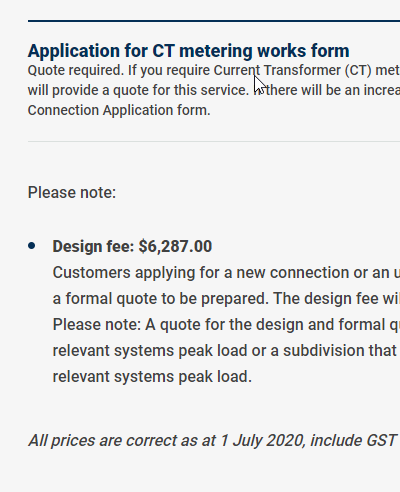 Application for CT metering works form
Quote required. If you require Current Transformer (CT) met
will provide a quote for this service. If there will be an increa
Connection Application form.
Please note:
Design fee: $6,287.00
Customers applying for a new connection or an u
a formal quote to be prepared. The design fee wil
Please note: A quote for the design and formal qu
relevant systems peak load or a subdivision that
relevant systems peak load.
All prices are correct as at 1 July 2020, include GST